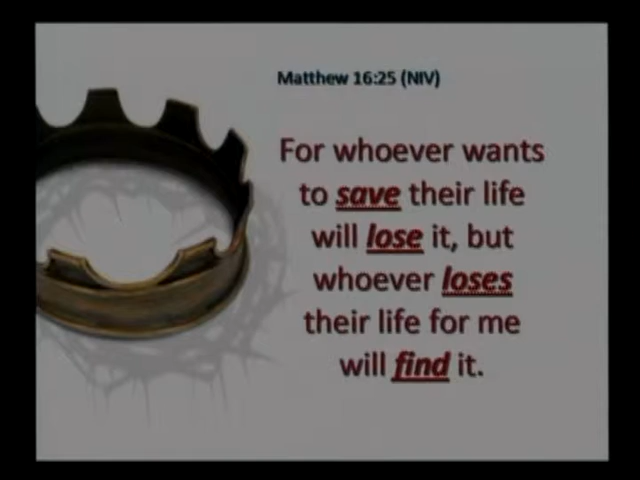 Matthew 16:25 (NIV)
For whoever wants
to save their life
will lose it, but
whoever loses
their life for me
will find it.